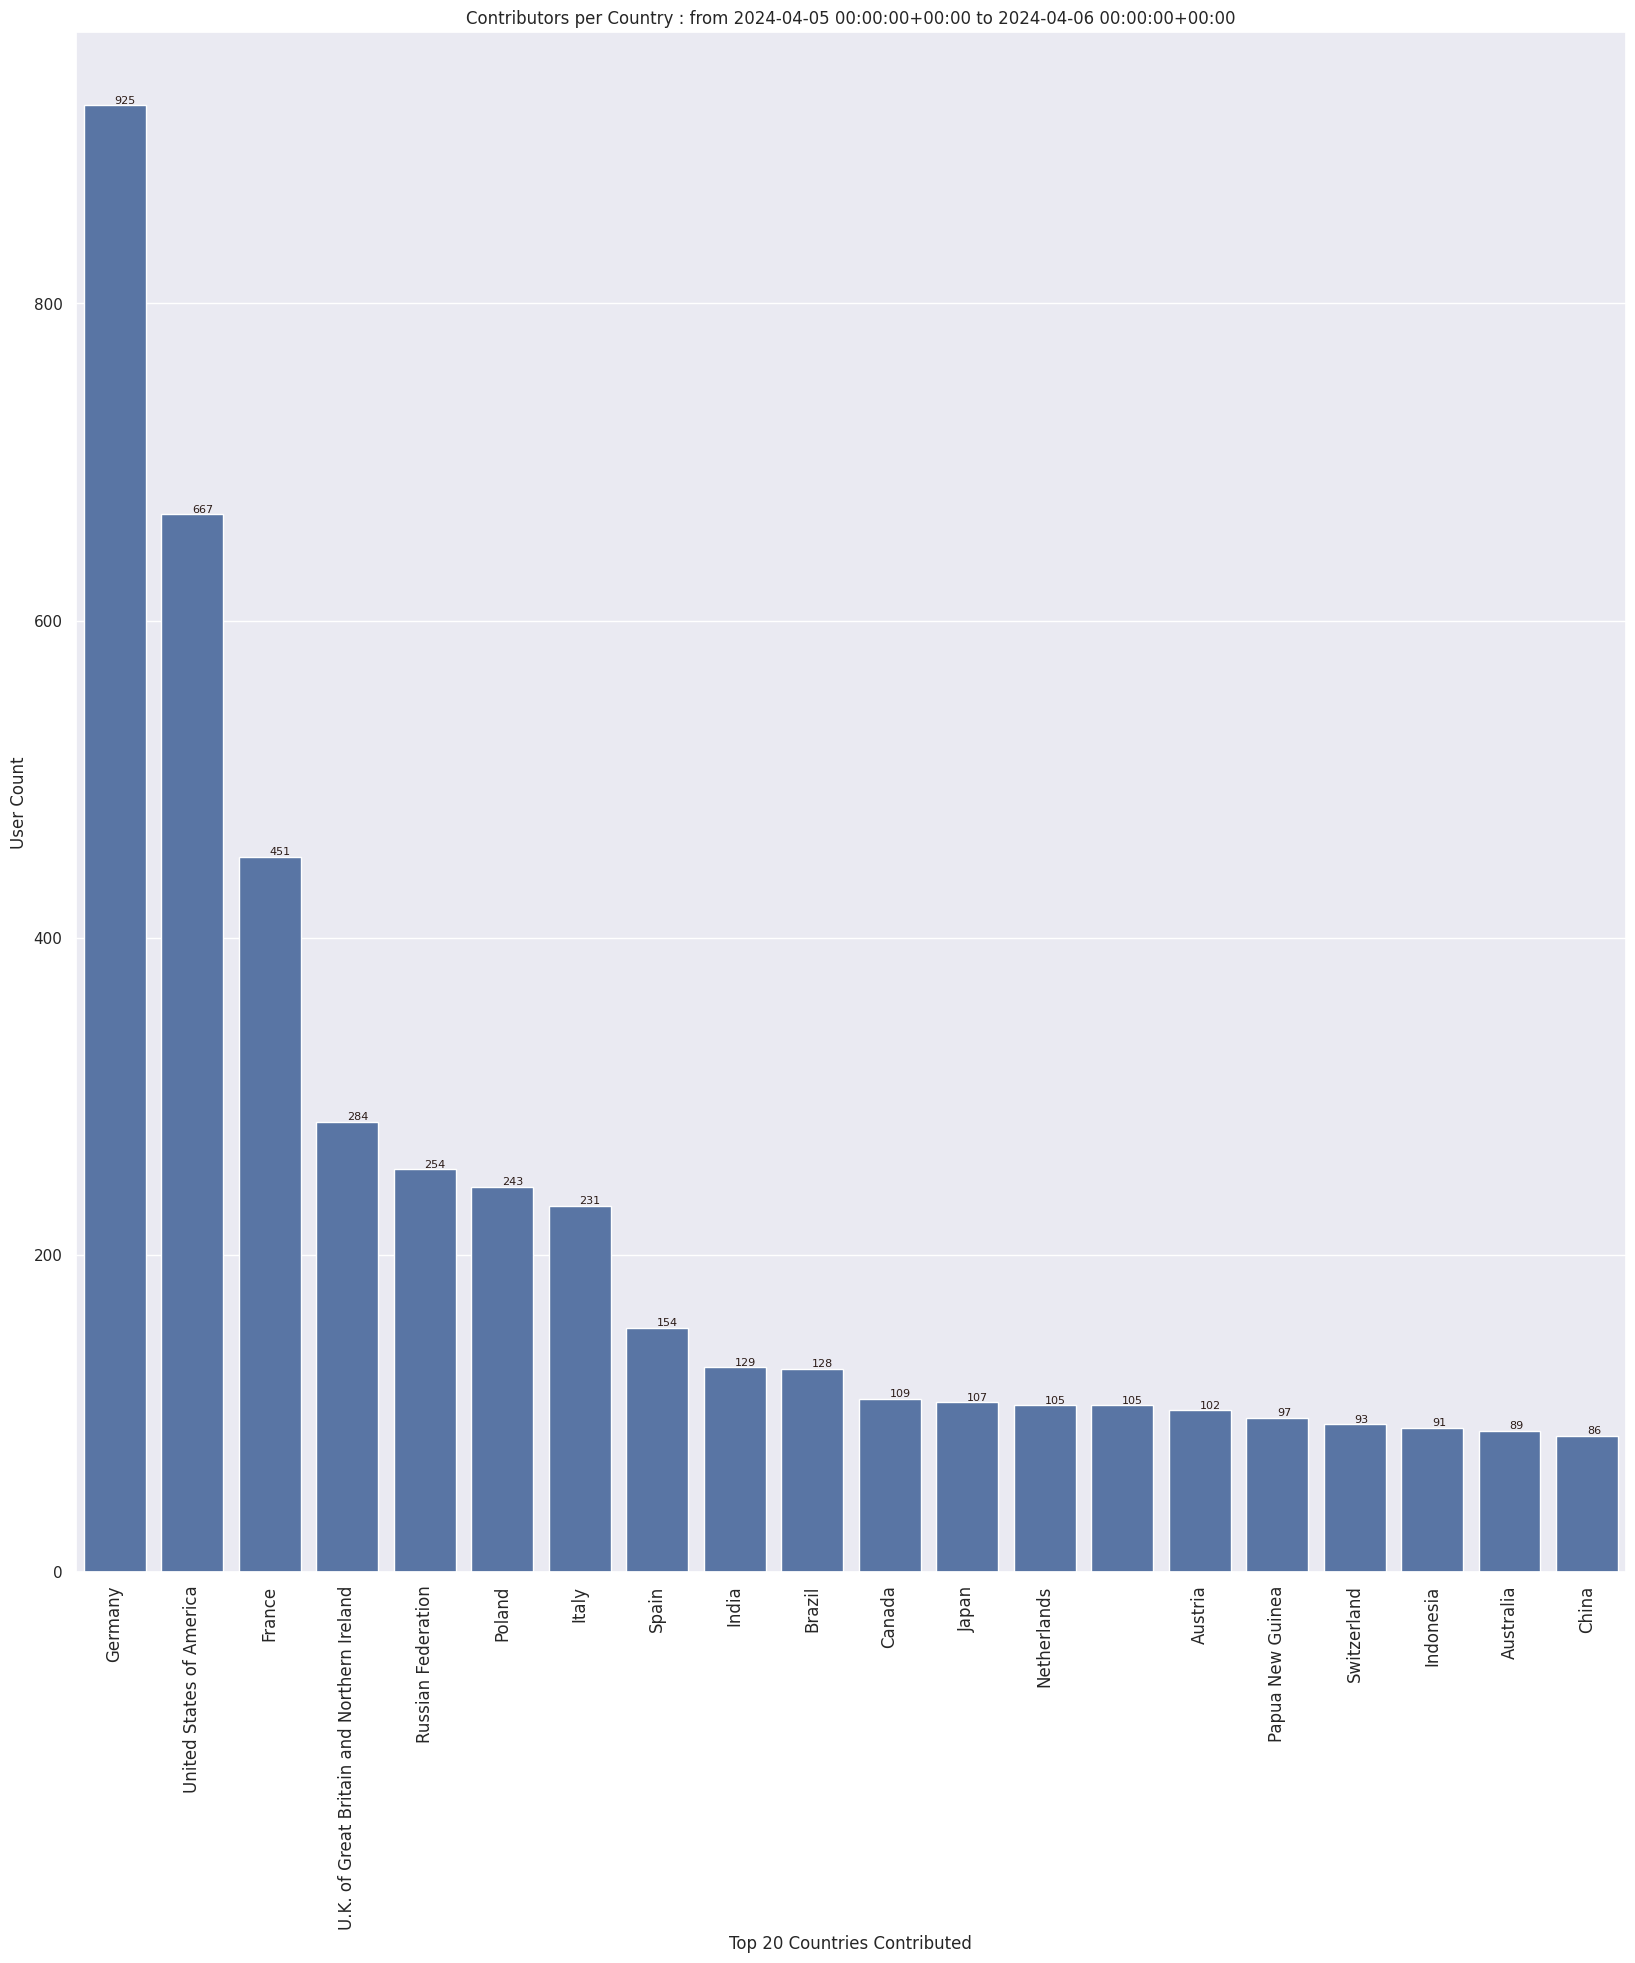 Contributors per Country : from 2024-04-05 00:00:00+00:00 to 2024-04-06 00:00:00+00:00
User Count
800
600
400
200
0
925
667
451
284
254
243
231
154
129
128
109
107
105
105
102
97
93
91
89
86
Germany
United States of America
France
U.K. of Great Britain and Northern Ireland
Russian Federation
Poland
Italy
Spain
India
Brazil
Canada
Japan
Netherlands
Austria
Papua New Guinea
Switzerland
Indonesia
Australia
China
Top 20 Countries Contributed